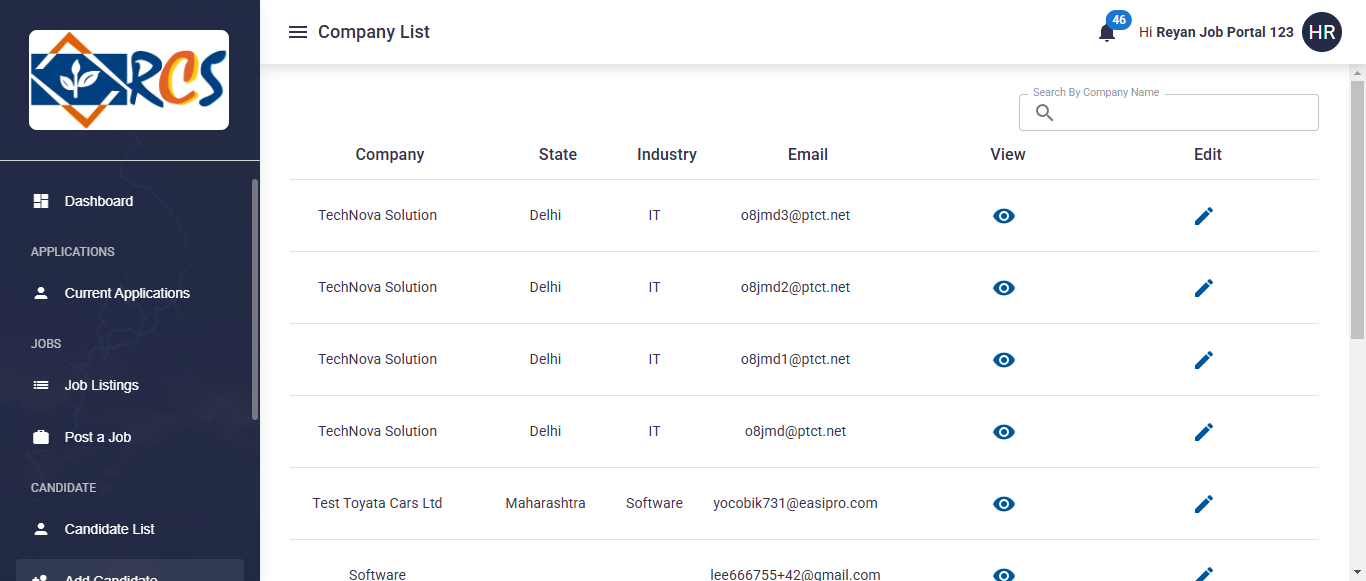 RCS
Company List
46
Hi Reyan Job Portal 123
HR
Dashboard
APPLICATIONS
Current Applications
JOBS
Job Listings
Post a Job
CANDIDATE
Candidate List
Add Candidate
Search By Company Name
Company State Industry Email View Edit
TechNova Solution Delhi IT o8jmd3@ptct.net
TechNova Solution Delhi IT o8jmd2@ptct.net
TechNova Solution Delhi IT o8jmd1@ptct.net
TechNova Solution Delhi IT o8jmd@ptct.net
Test Toyata Cars Ltd Maharashtra Software yocobik731@easipro.com
Software lee666755+42@gmail.com